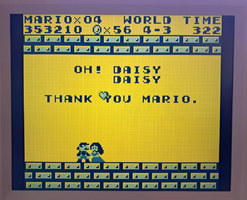 MARIO×04 WORLD TIME
353210 ×56 4-3 322
OH! DAISY
DAISY
THANK YOU MARIO.